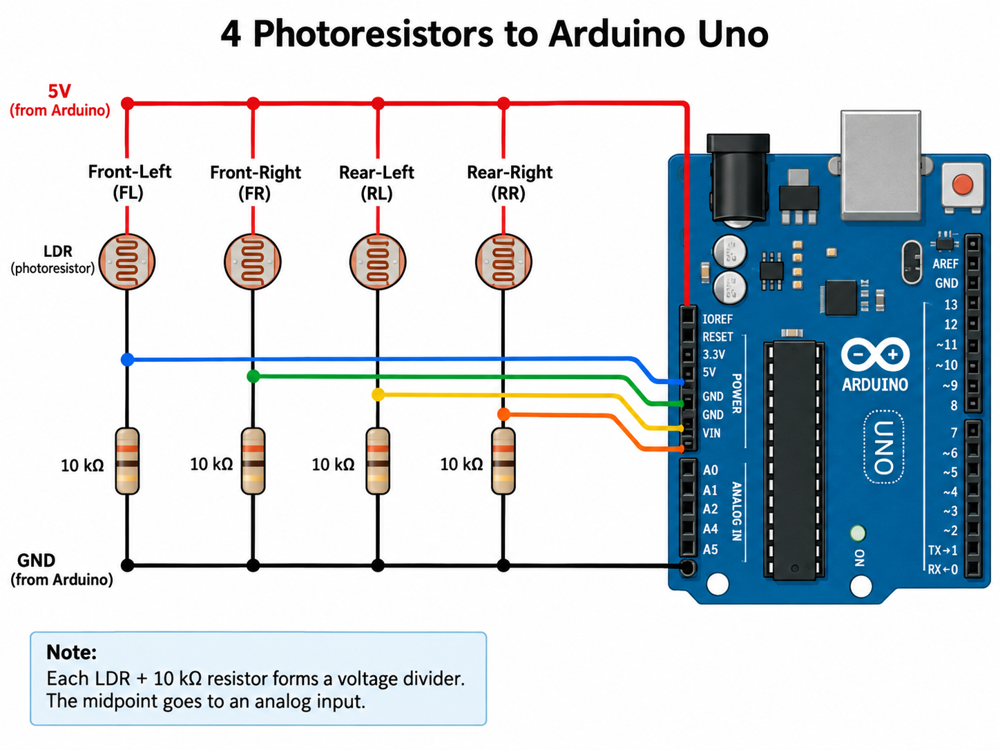 4 Photoresistors to Arduino Uno
5V
(from Arduino)
Front-Left
(FL)
Front-Right
(FR)
Rear-Left
(RL)
Rear-Right
(RR)
LDR
(photoresistor)
10 kΩ
10 kΩ
10 kΩ
10 kΩ
GND
(from Arduino)
IOREF
RESET
3.3V
5V
GND
GND
VIN
POWER
A0
A1
A2
A4
A5
ANALOG IN
AREF
GND
13
12
~11
~10
~9
8
7
~6
~5
~4
~3
~2
TX→1
RX←0
ARDUINO
UNO
ON
Note:
Each LDR + 10 kΩ resistor forms a voltage divider.
The midpoint goes to an analog input.